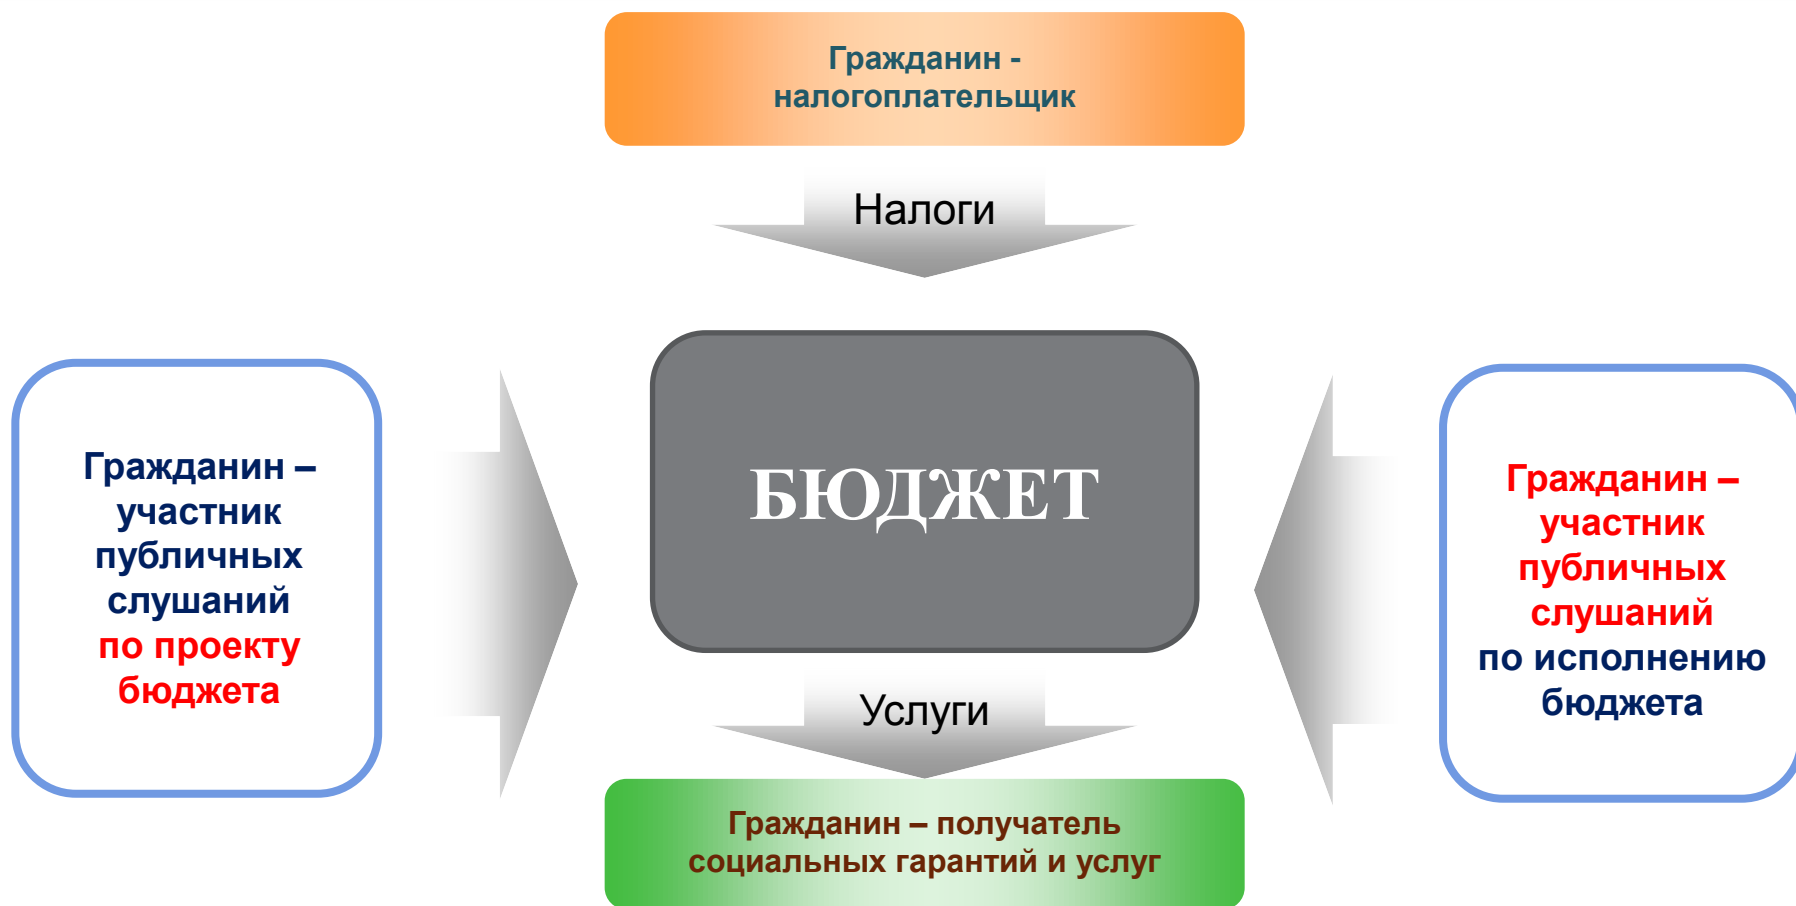 Гражданин -
налогоплательщик
Налоги
Гражданин –
участник
публичных
слушаний
по проекту
бюджета
БЮДЖЕТ
Гражданин –
участник
публичных
слушаний
по исполнению
бюджета
Услуги
Гражданин – получатель
социальных гарантий и услуг